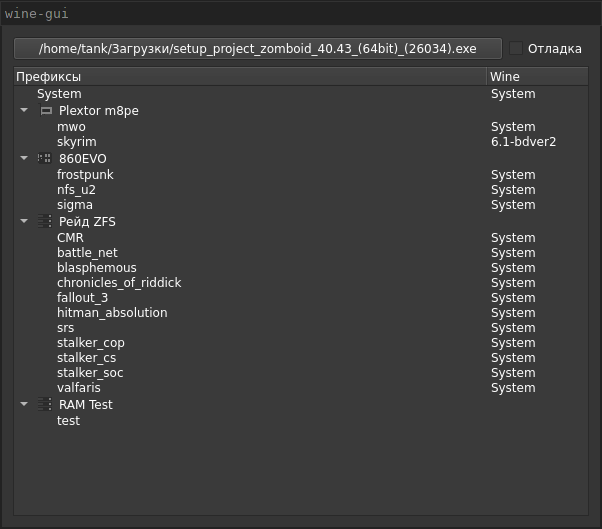 wine-gui
/home/tank/Загрузки/setup_project_zomboid_40.43_(64bit)_(26034).exe Отладка
Префиксы Wine
System System
Plextor m8pe
mwo System
skyrim 6.1-bdver2
860EVO
frostpunk System
nfs_u2 System
sigma System
Рейд ZFS
CMR System
battle_net System
blasphemous System
chronicles_of_riddick System
fallout_3 System
hitman_absolution System
srs System
stalker_cop System
stalker_cs System
stalker_soc System
valfaris System
RAM Test
test